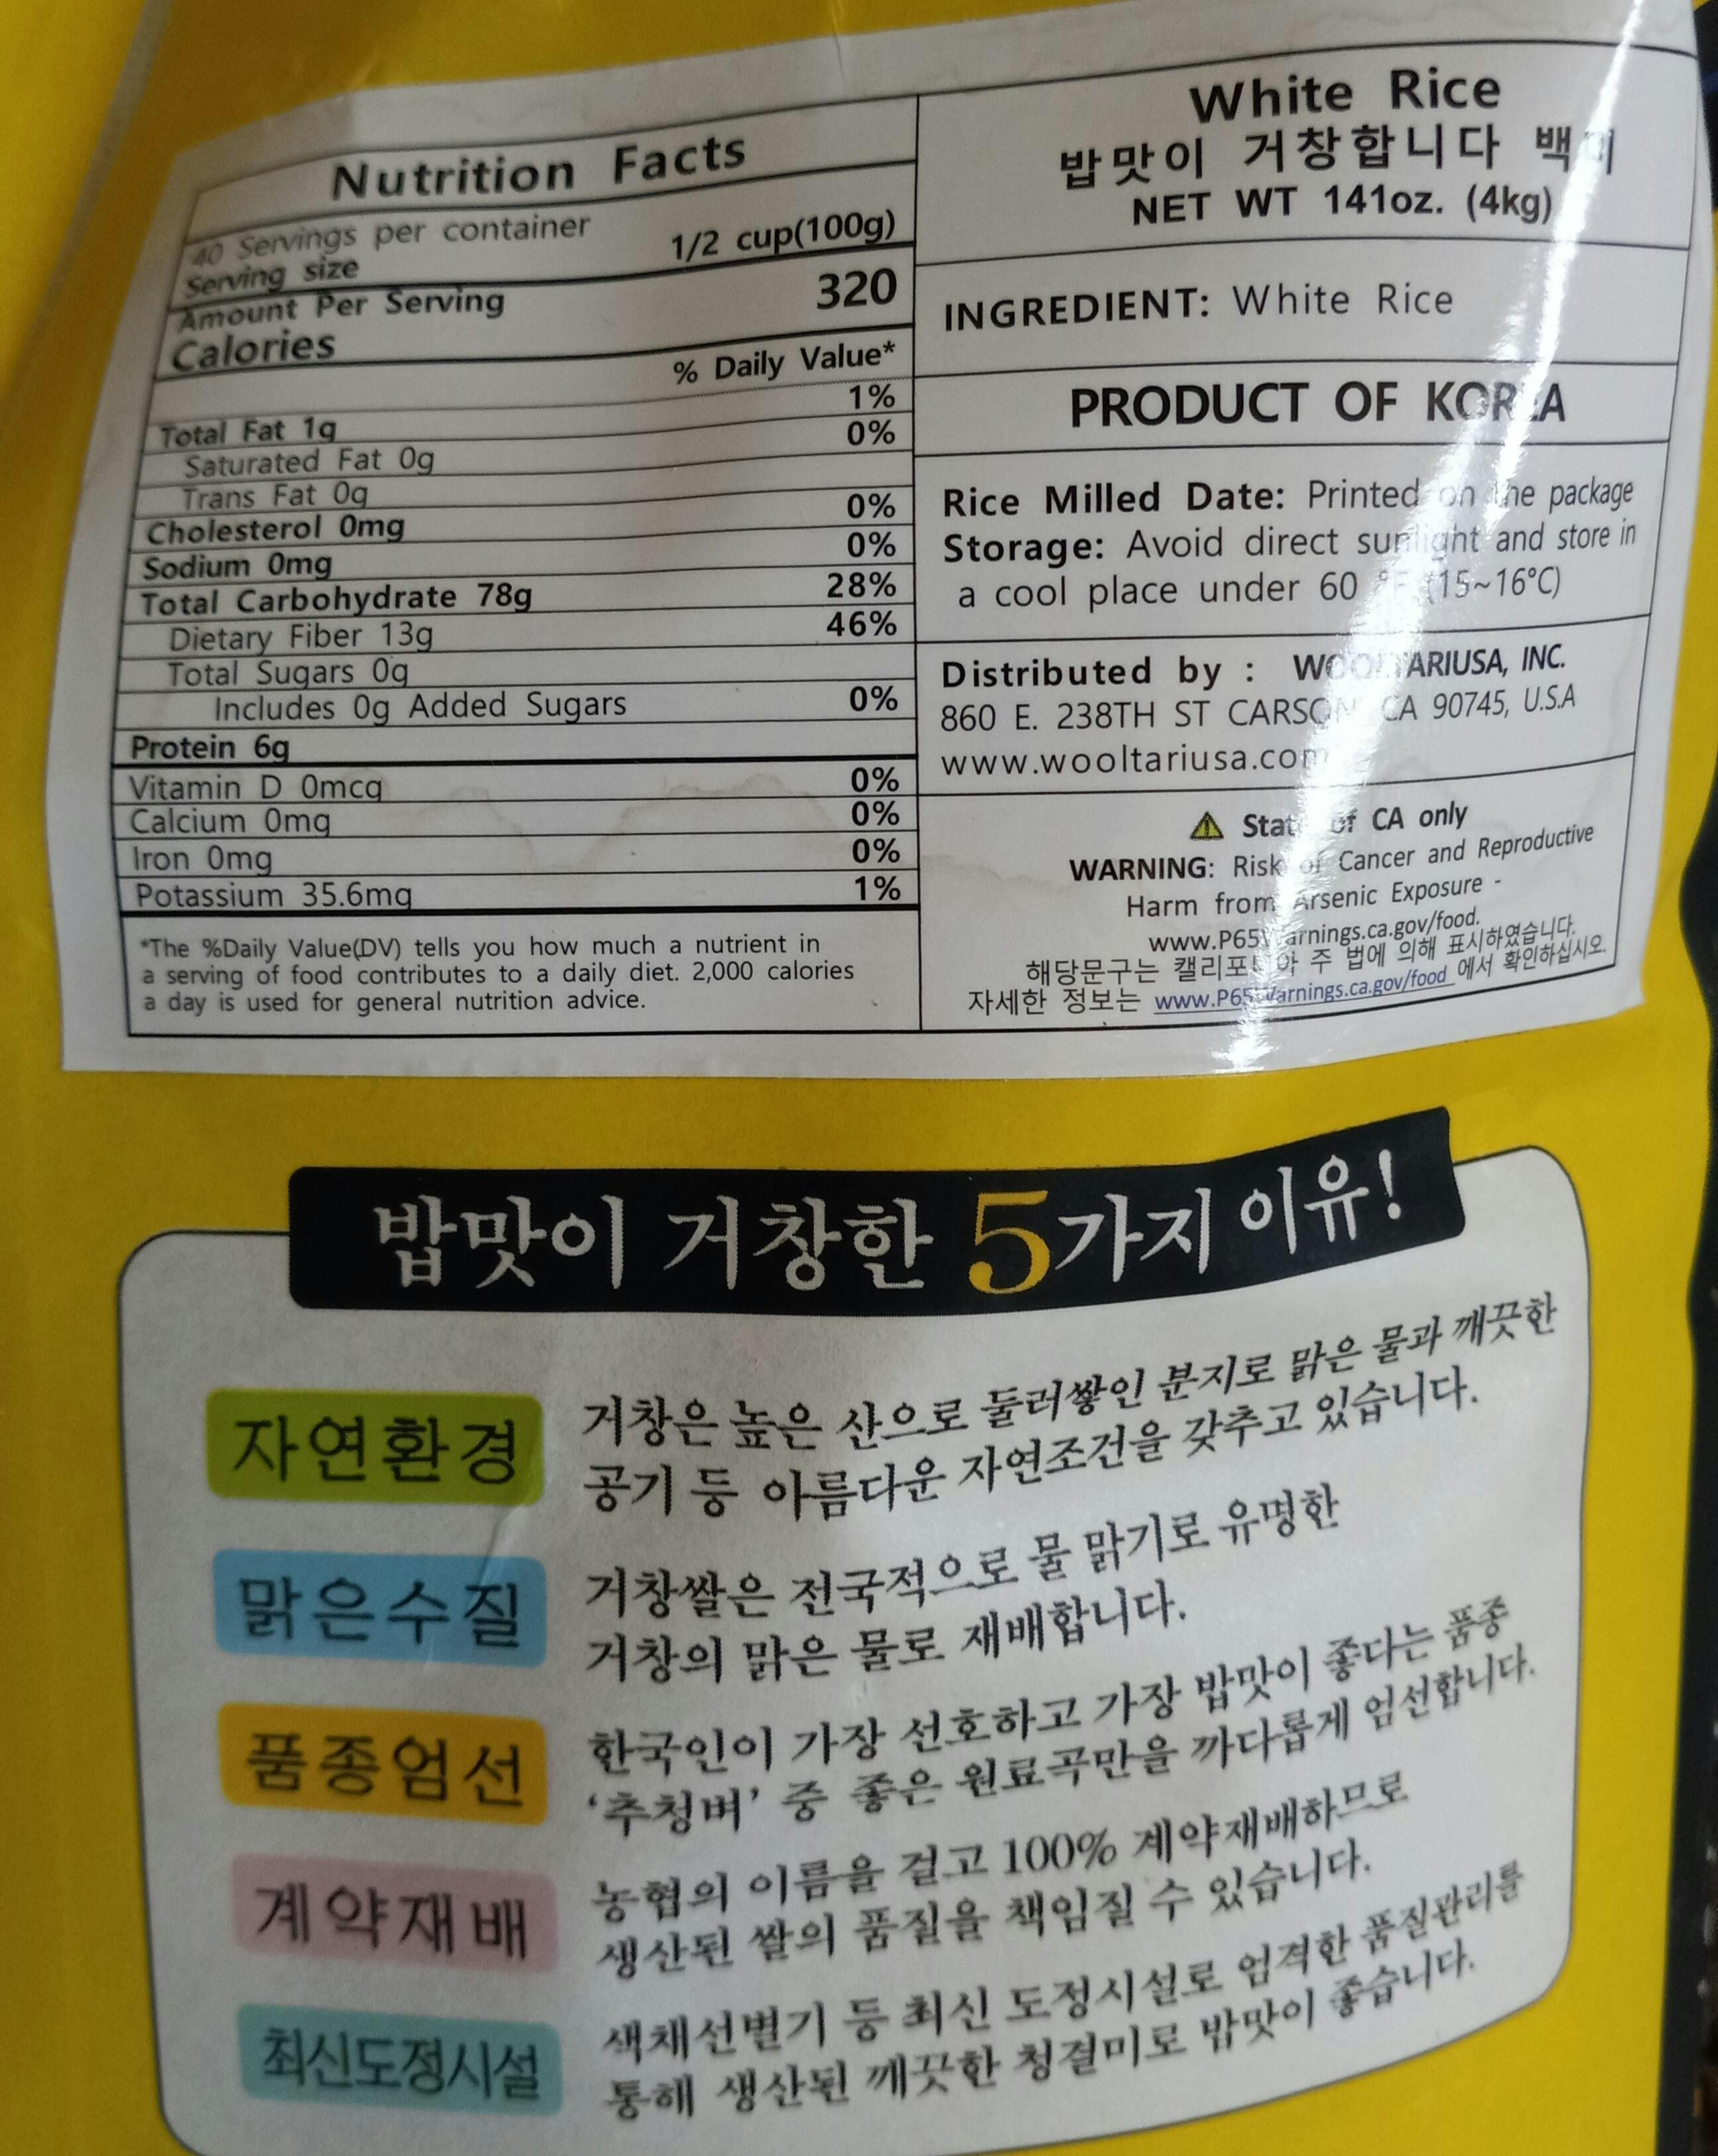 Nutrition Facts
40 Servings per container
Serving size 1/2 cup(100g)
Amount Per Serving
Calories 320
% Daily Value*
Total Fat 1g 1%
Saturated Fat 0g 0%
Trans Fat 0g
Cholesterol 0mg 0%
Sodium 0mg 0%
Total Carbohydrate 78g 28%
Dietary Fiber 13g 46%
Total Sugars 0g
Includes 0g Added Sugars 0%
Protein 6g
Vitamin D 0mcg 0%
Calcium 0mg 0%
Iron 0mg 0%
Potassium 35.6mg 1%
*The %Daily Value(DV) tells you how much a nutrient in
a serving of food contributes to a daily diet. 2,000 calories
a day is used for general nutrition advice.
White Rice
밥맛이 거창합니다 백미
NET WT 141oz. (4kg)
INGREDIENT: White Rice
PRODUCT OF KOREA
Rice Milled Date: Printed on the package
Storage: Avoid direct sunlight and store in
a cool place under 60 °F (15~16℃)
Distributed by : WOOLTARIUSA, INC.
860 E. 238TH ST CARSON, CA 90745, U.S.A
www.wooltariusa.com
State of CA only
WARNING: Risk of Cancer and Reproductive
Harm from Arsenic Exposure -
www.P65Warnings.ca.gov/food.
해당문구는 캘리포니아 주 법에 의해 표시하였습니다.
자세한 정보는 www.P65Warnings.ca.gov/food 에서 확인하십시오.
밥맛이 거창한 5가지 이유!
자연환경
거창은 높은 산으로 둘러쌓인 분지로 맑은 물과 깨끗한
공기 등 아름다운 자연조건을 갖추고 있습니다.
맑은수질
거창쌀은 전국적으로 물 맑기로 유명한
거창의 맑은 물로 재배합니다.
품종엄선
한국인이 가장 선호하고 가장 밥맛이 좋다는 품종
‘추청벼’ 중 좋은 원료곡만을 까다롭게 엄선합니다.
계약재배
농협의 이름을 걸고 100% 계약재배하므로
생산된 쌀의 품질을 책임질 수 있습니다.
최신도정시설
색채선별기 등 최신 도정시설로 엄격한 품질관리를
통해 생산된 깨끗한 청결미로 밥맛이 좋습니다.